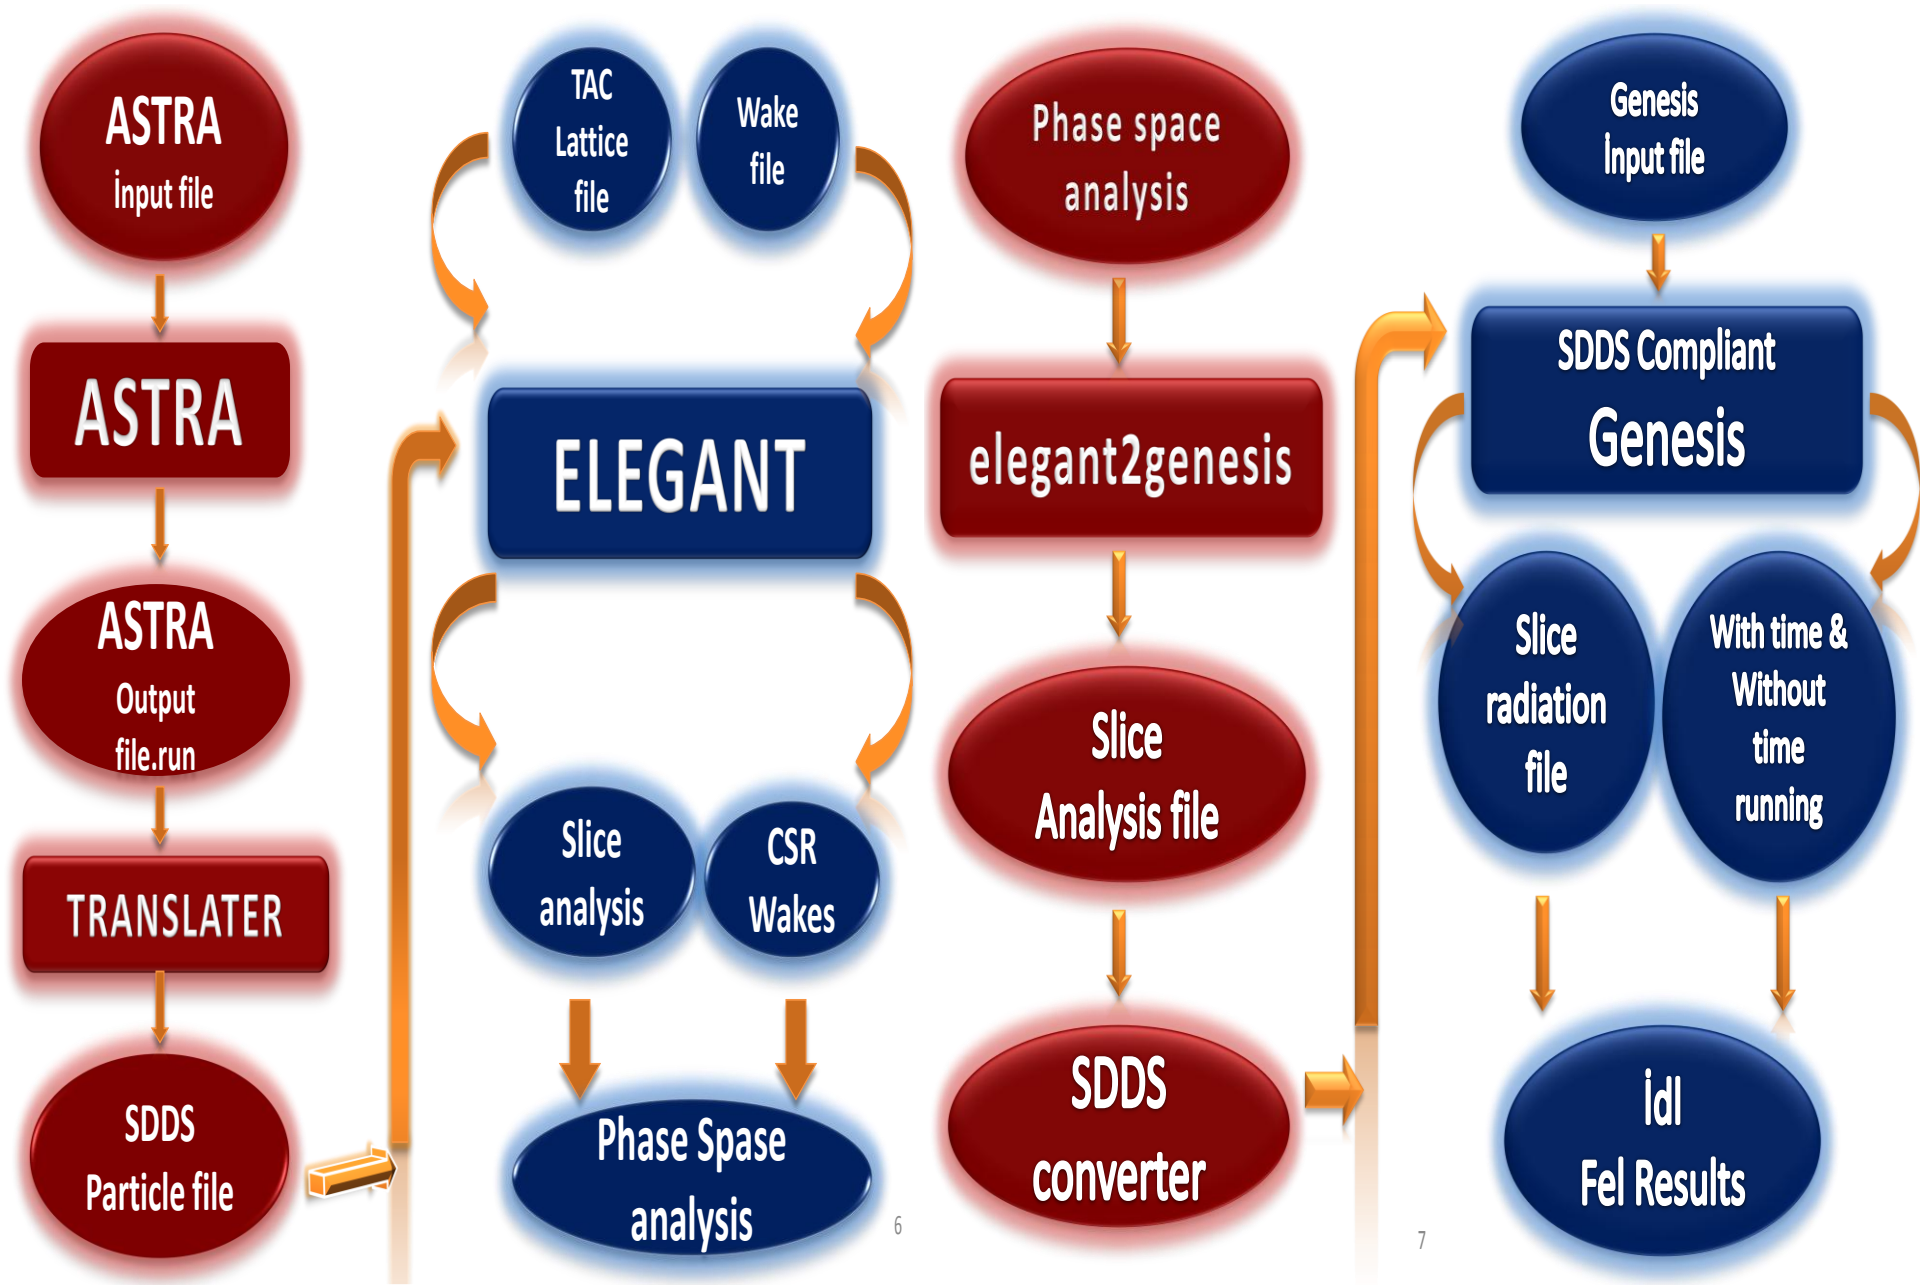 ASTRA
İnput file
ASTRA
ASTRA
Output
file.run
TRANSLATER
SDDS
Particle file
TAC
Lattice
file
Wake
file
ELEGANT
Slice
analysis
CSR
Wakes
Phase Spase
analysis
6
Phase space
analysis
elegant2genesis
Slice
Analysis file
SDDS
converter
7
Genesis
İnput file
SDDS Compliant
Genesis
Slice
radiation
file
With time &
Without
time
running
İdl
Fel Results